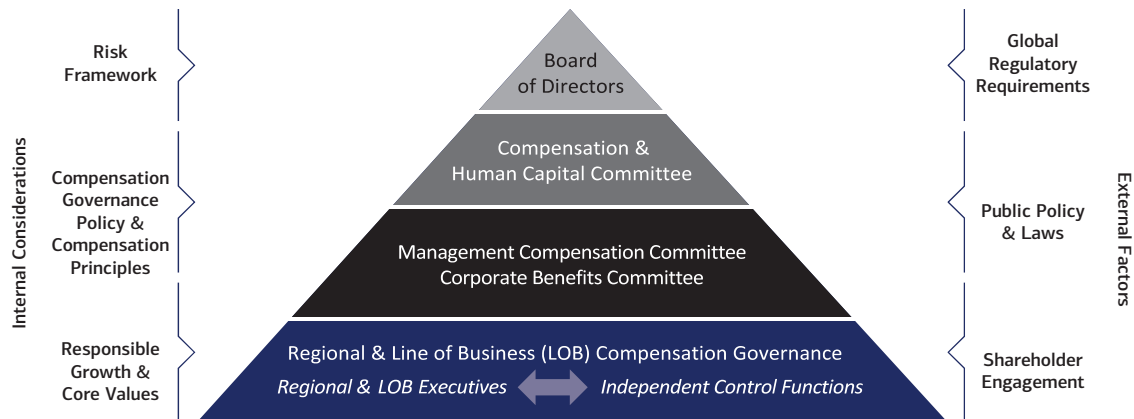 Internal Considerations
Risk
Framework
Compensation
Governance
Policy &
Compensation
Principles
Responsible
Growth &
Core Values
Board
of Directors
Compensation &
Human Capital Committee
Management Compensation Committee
Corporate Benefits Committee
Regional & Line of Business (LOB) Compensation Governance
Regional & LOB Executives
Independent Control Functions
Global
Regulatory
Requirements
Public Policy
& Laws
Shareholder
Engagement
External Factors